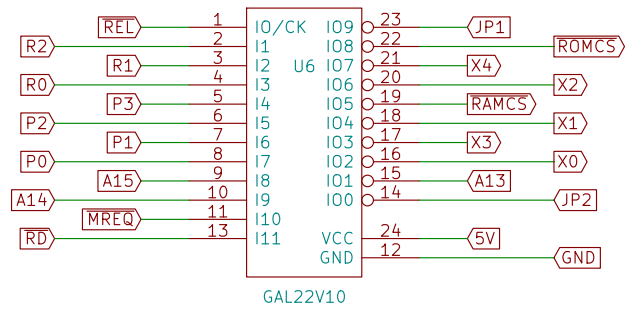 REL 1 IO/CK IO9 23 JP1
R2 2 I1 IO8 22 ROMCS
R1 3 I2 U6 IO7 21 X4
R0 4 I3 IO6 20 X2
P3 5 I4 IO5 19 RAMCS
P2 6 I5 IO4 18 X1
P1 7 I6 IO3 17 X3
P0 8 I7 IO2 16 X0
A15 9 I8 IO1 15 A13
A14 10 I9 IO0 14 JP2
MREQ 11 I10
RD 13 I11 VCC 24 5V
GND 12 GND
GAL22V10